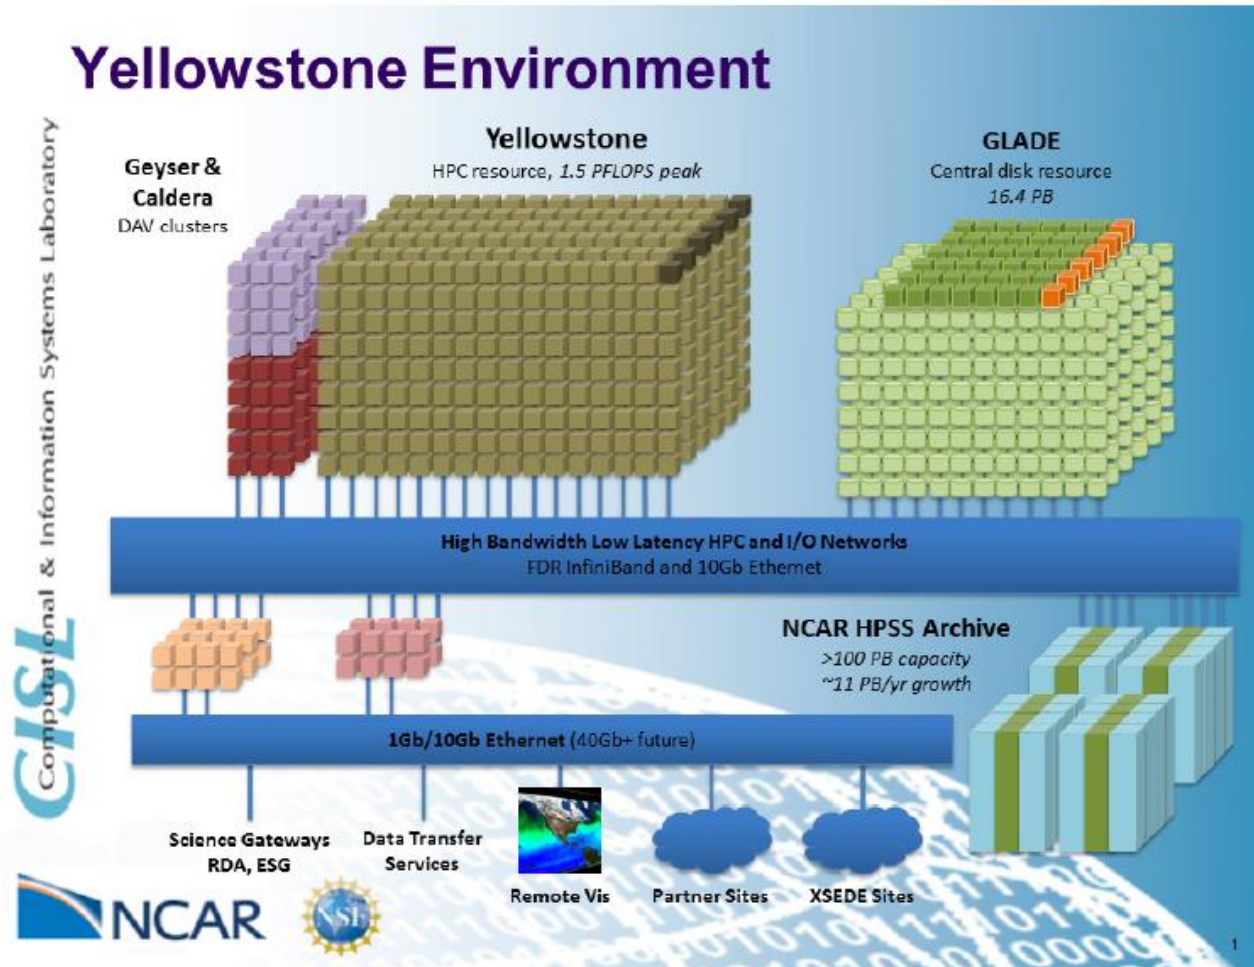 Yellowstone Environment
Computational & Information Systems Laboratory
CISL
Geyser &
Caldera
DAV clusters
Yellowstone
HPC resource, 1.5 PFLOPS peak
GLADE
Central disk resource
16.4 PB
High Bandwidth Low Latency HPC and I/O Networks
FDR InfiniBand and 10Gb Ethernet
NCAR HPSS Archive
>100 PB capacity
~11 PB/yr growth
1Gb/10Gb Ethernet (40Gb+ future)
Science Gateways
RDA, ESG
Data Transfer
Services
Remote Vis
Partner Sites
XSEDE Sites
NCAR
NSF
1